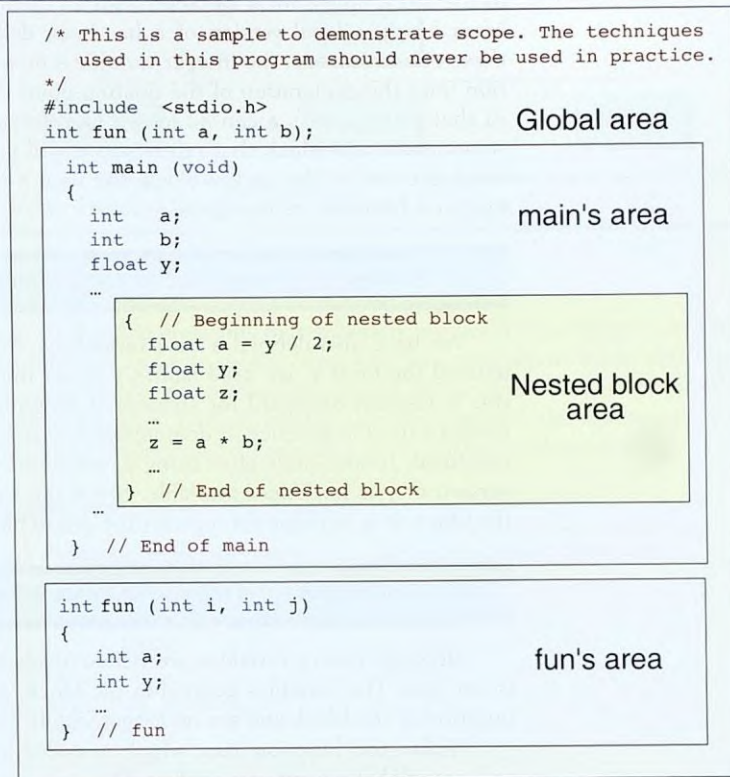 /* This is a sample to demonstrate scope. The techniques
used in this program should never be used in practice.
*/
#include <stdio.h>
int fun (int a, int b);
Global area
int main (void)
{
int a;
int b;
float y;
…
main's area
{ // Beginning of nested block
float a = y / 2;
float y;
float z;
…
z = a * b;
…
} // End of nested block
Nested block
area
…
} // End of main
int fun (int i, int j)
{
int a;
int y;
…
} // fun
fun's area